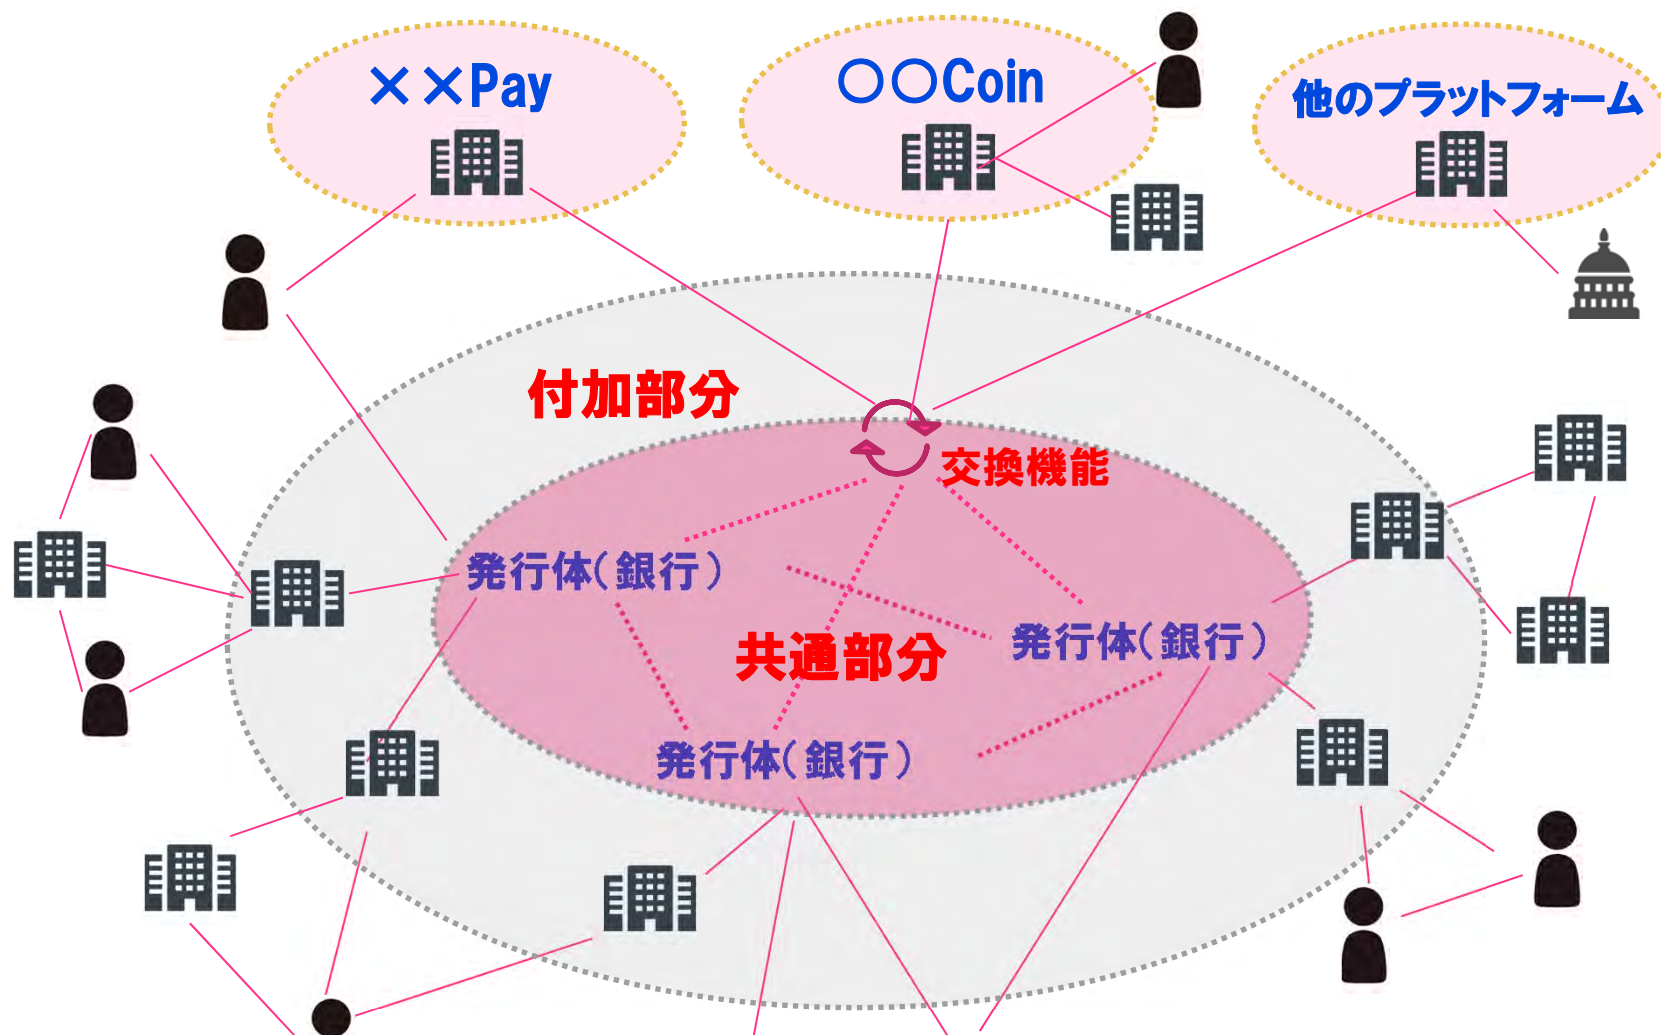 ××Pay
○○Coin
他のプラットフォーム
付加部分
交換機能
発行体(銀行)
発行体(銀行)
共通部分
発行体(銀行)